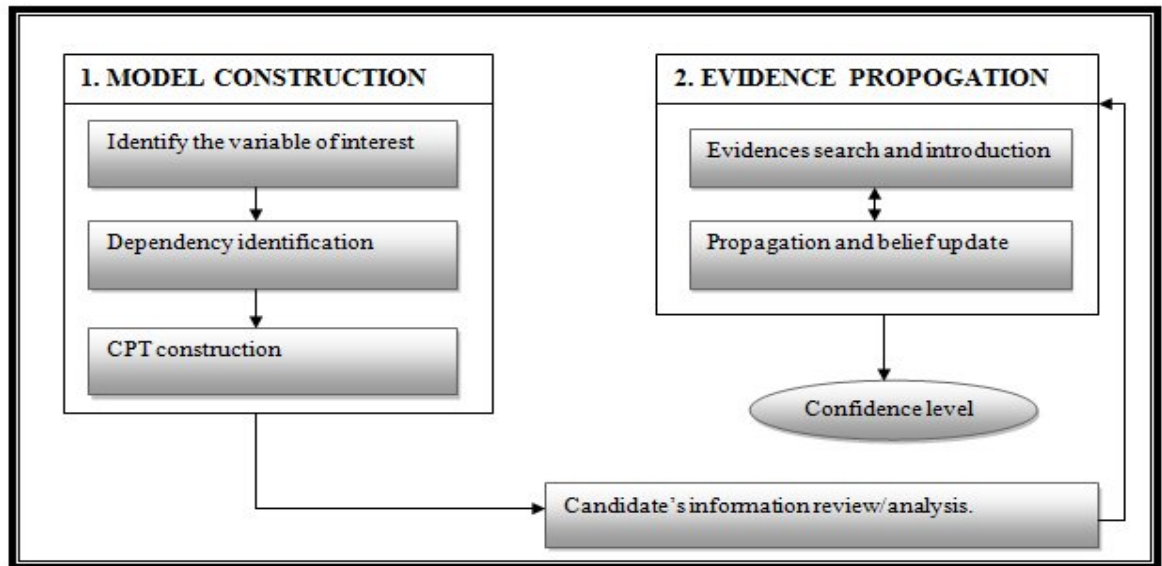 1. MODEL CONSTRUCTION
Identify the variable of interest
Dependency identification
CPT construction
2. EVIDENCE PROPOGATION
Evidences search and introduction
Propagation and belief update
Confidence level
Candidate's information review/analysis.